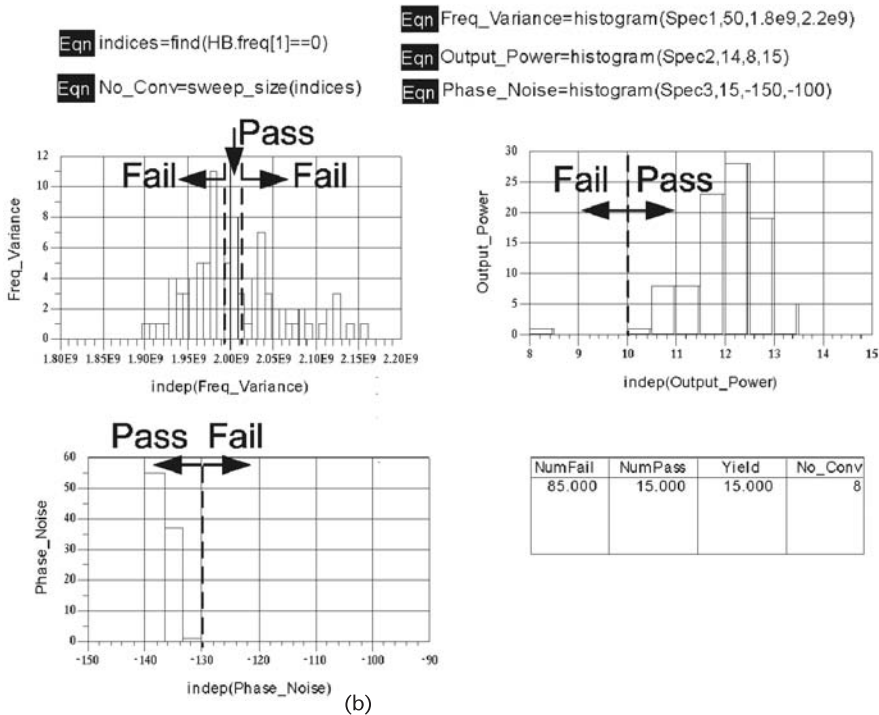 Eqn indices=find(HB.freq[1]==0)
Eqn No_Conv=sweep_size(indices)
Eqn Freq_Variance=histogram(Spec1,50,1.8e9,2.2e9)
Eqn Output_Power=histogram(Spec2,14,8,15)
Eqn Phase_Noise=histogram(Spec3,15,-150,-100)
Pass
Fail Fail
Freq_Variance
12
10
8
6
4
2
0
1.80E9 1.85E9 1.90E9 1.95E9 2.00E9 2.05E9 2.10E9 2.15E9 2.20E9
indep(Freq_Variance)
Fail Pass
Output_Power
30
25
20
15
10
5
0
8 9 10 11 12 13 14 15
indep(Output_Power)
Pass Fail
Phase_Noise
60
50
40
30
20
10
0
-150 -140 -130 -120 -110 -100 -90
indep(Phase_Noise)
NumFail NumPass Yield No_Conv
85.000 15.000 15.000 8
(b)